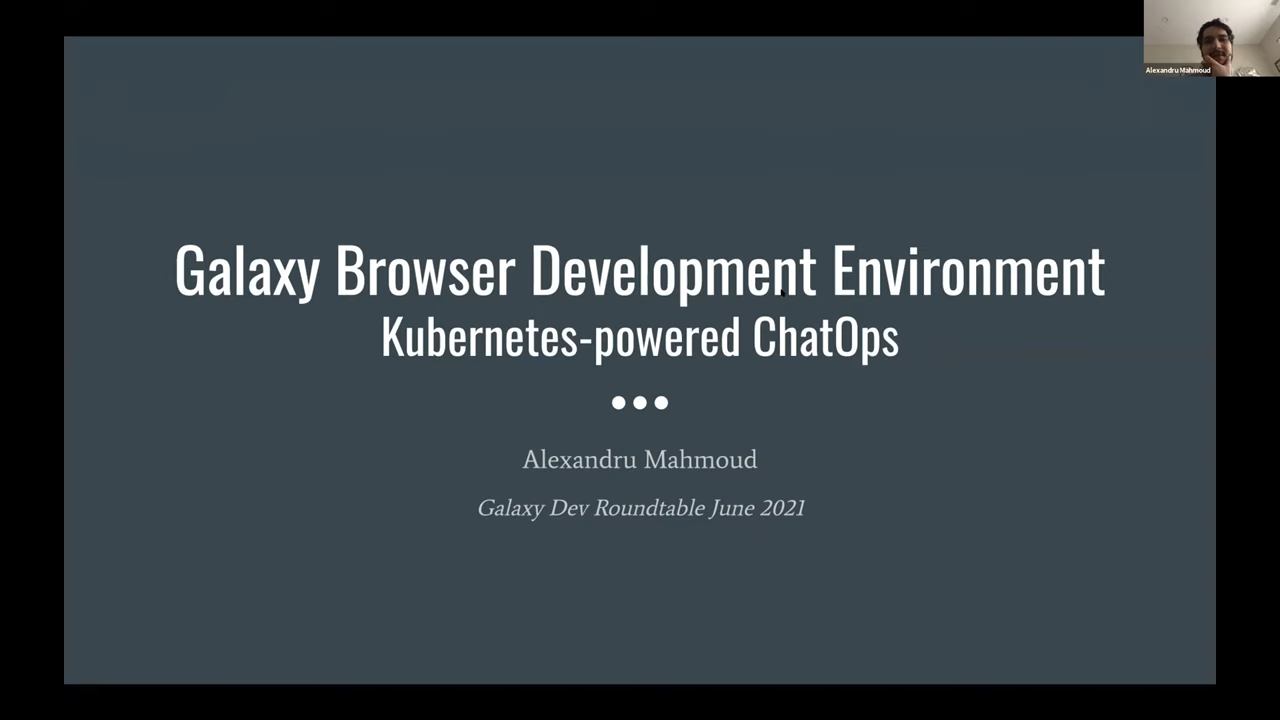 Alexandru Mahmoud
Galaxy Browser Development Environment
Kubernetes-powered ChatOps
Alexandru Mahmoud
Galaxy Dev Roundtable June 2021